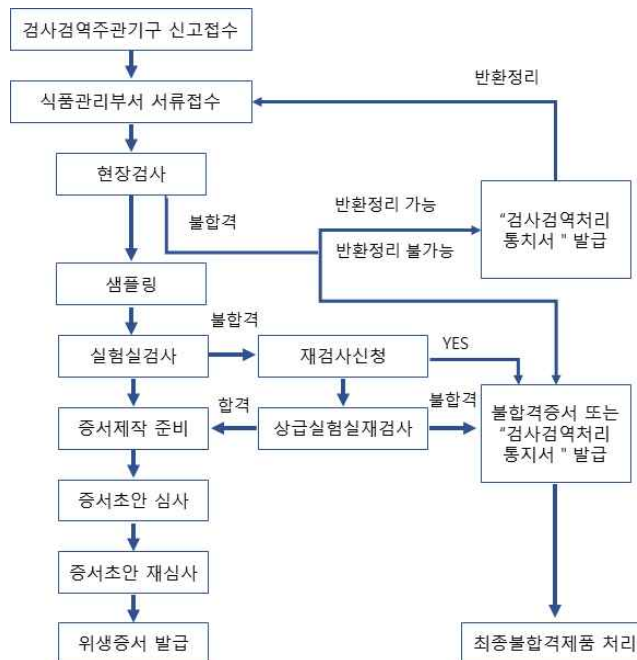 검사검역주관기구 신고접수
식품관리부서 서류접수
반환정리
현장검사
불합격
반환정리 가능
반환정리 불가능
“검사검역처리
통치서 " 발급
샘플링
불합격
실험실검사
재검사신청
YES
합격
불합격
증서제작 준비
상급실험실재검사
불합격증서 또는
“검사검역처리
통지서 " 발급
증서초안 심사
증서초안 재심사
위생증서 발급
최종불합격제품 처리